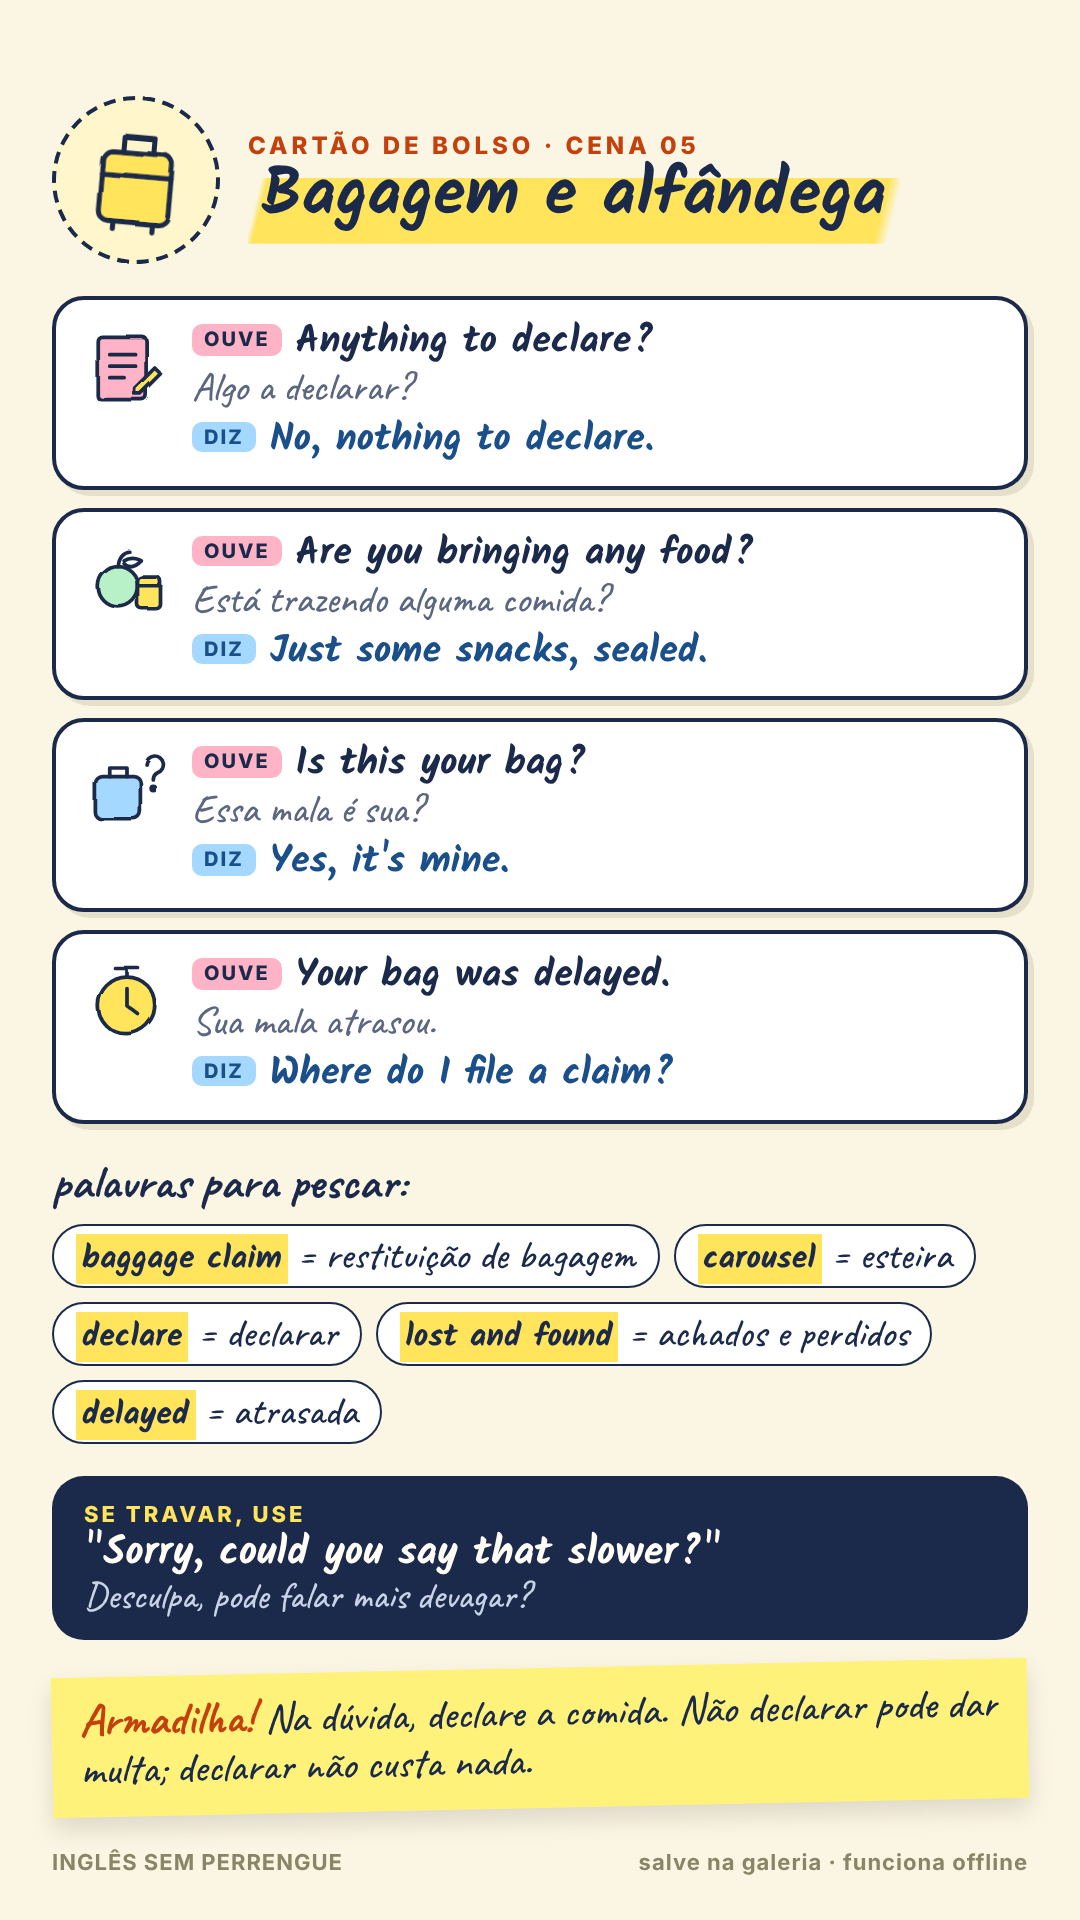 CARTÃO DE BOLSO · CENA 05
Bagagem e alfândega
OUVE Anything to declare?
Algo a declarar?
DIZ No, nothing to declare.
OUVE Are you bringing any food?
Está trazendo alguma comida?
DIZ Just some snacks, sealed.
?
OUVE Is this your bag?
Essa mala é sua?
DIZ Yes, it's mine.
OUVE Your bag was delayed.
Sua mala atrasou.
DIZ Where do I file a claim?
palavras para pescar:
baggage claim = restituição de bagagem carousel = esteira
declare = declarar lost and found = achados e perdidos
delayed = atrasada
SE TRAVAR, USE
"Sorry, could you say that slower?"
Desculpa, pode falar mais devagar?
Armadilha! Na dúvida, declare a comida. Não declarar pode dar
multa; declarar não custa nada.
INGLÊS SEM PERRENGUE salve na galeria · funciona offline